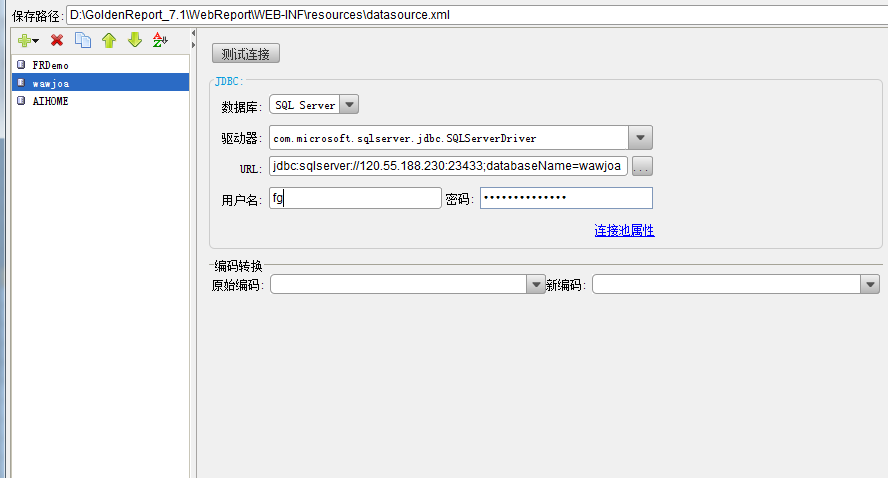 保存路径: D:\GoldenReport_7.1\WebReport\WEB-INF\resources\datasource.xml
FRDemo
wawjoa
AIHOME
测试连接
JDBC:
数据库: SQL Server
驱动器: com.microsoft.sqlserver.jdbc.SQLServerDriver
URL: jdbc:sqlserver://120.55.188.230:23433;databaseName=wawjoa ...
用户名: fg 密码: ••••••••••••••
连接池属性
编码转换
原始编码: 新编码: